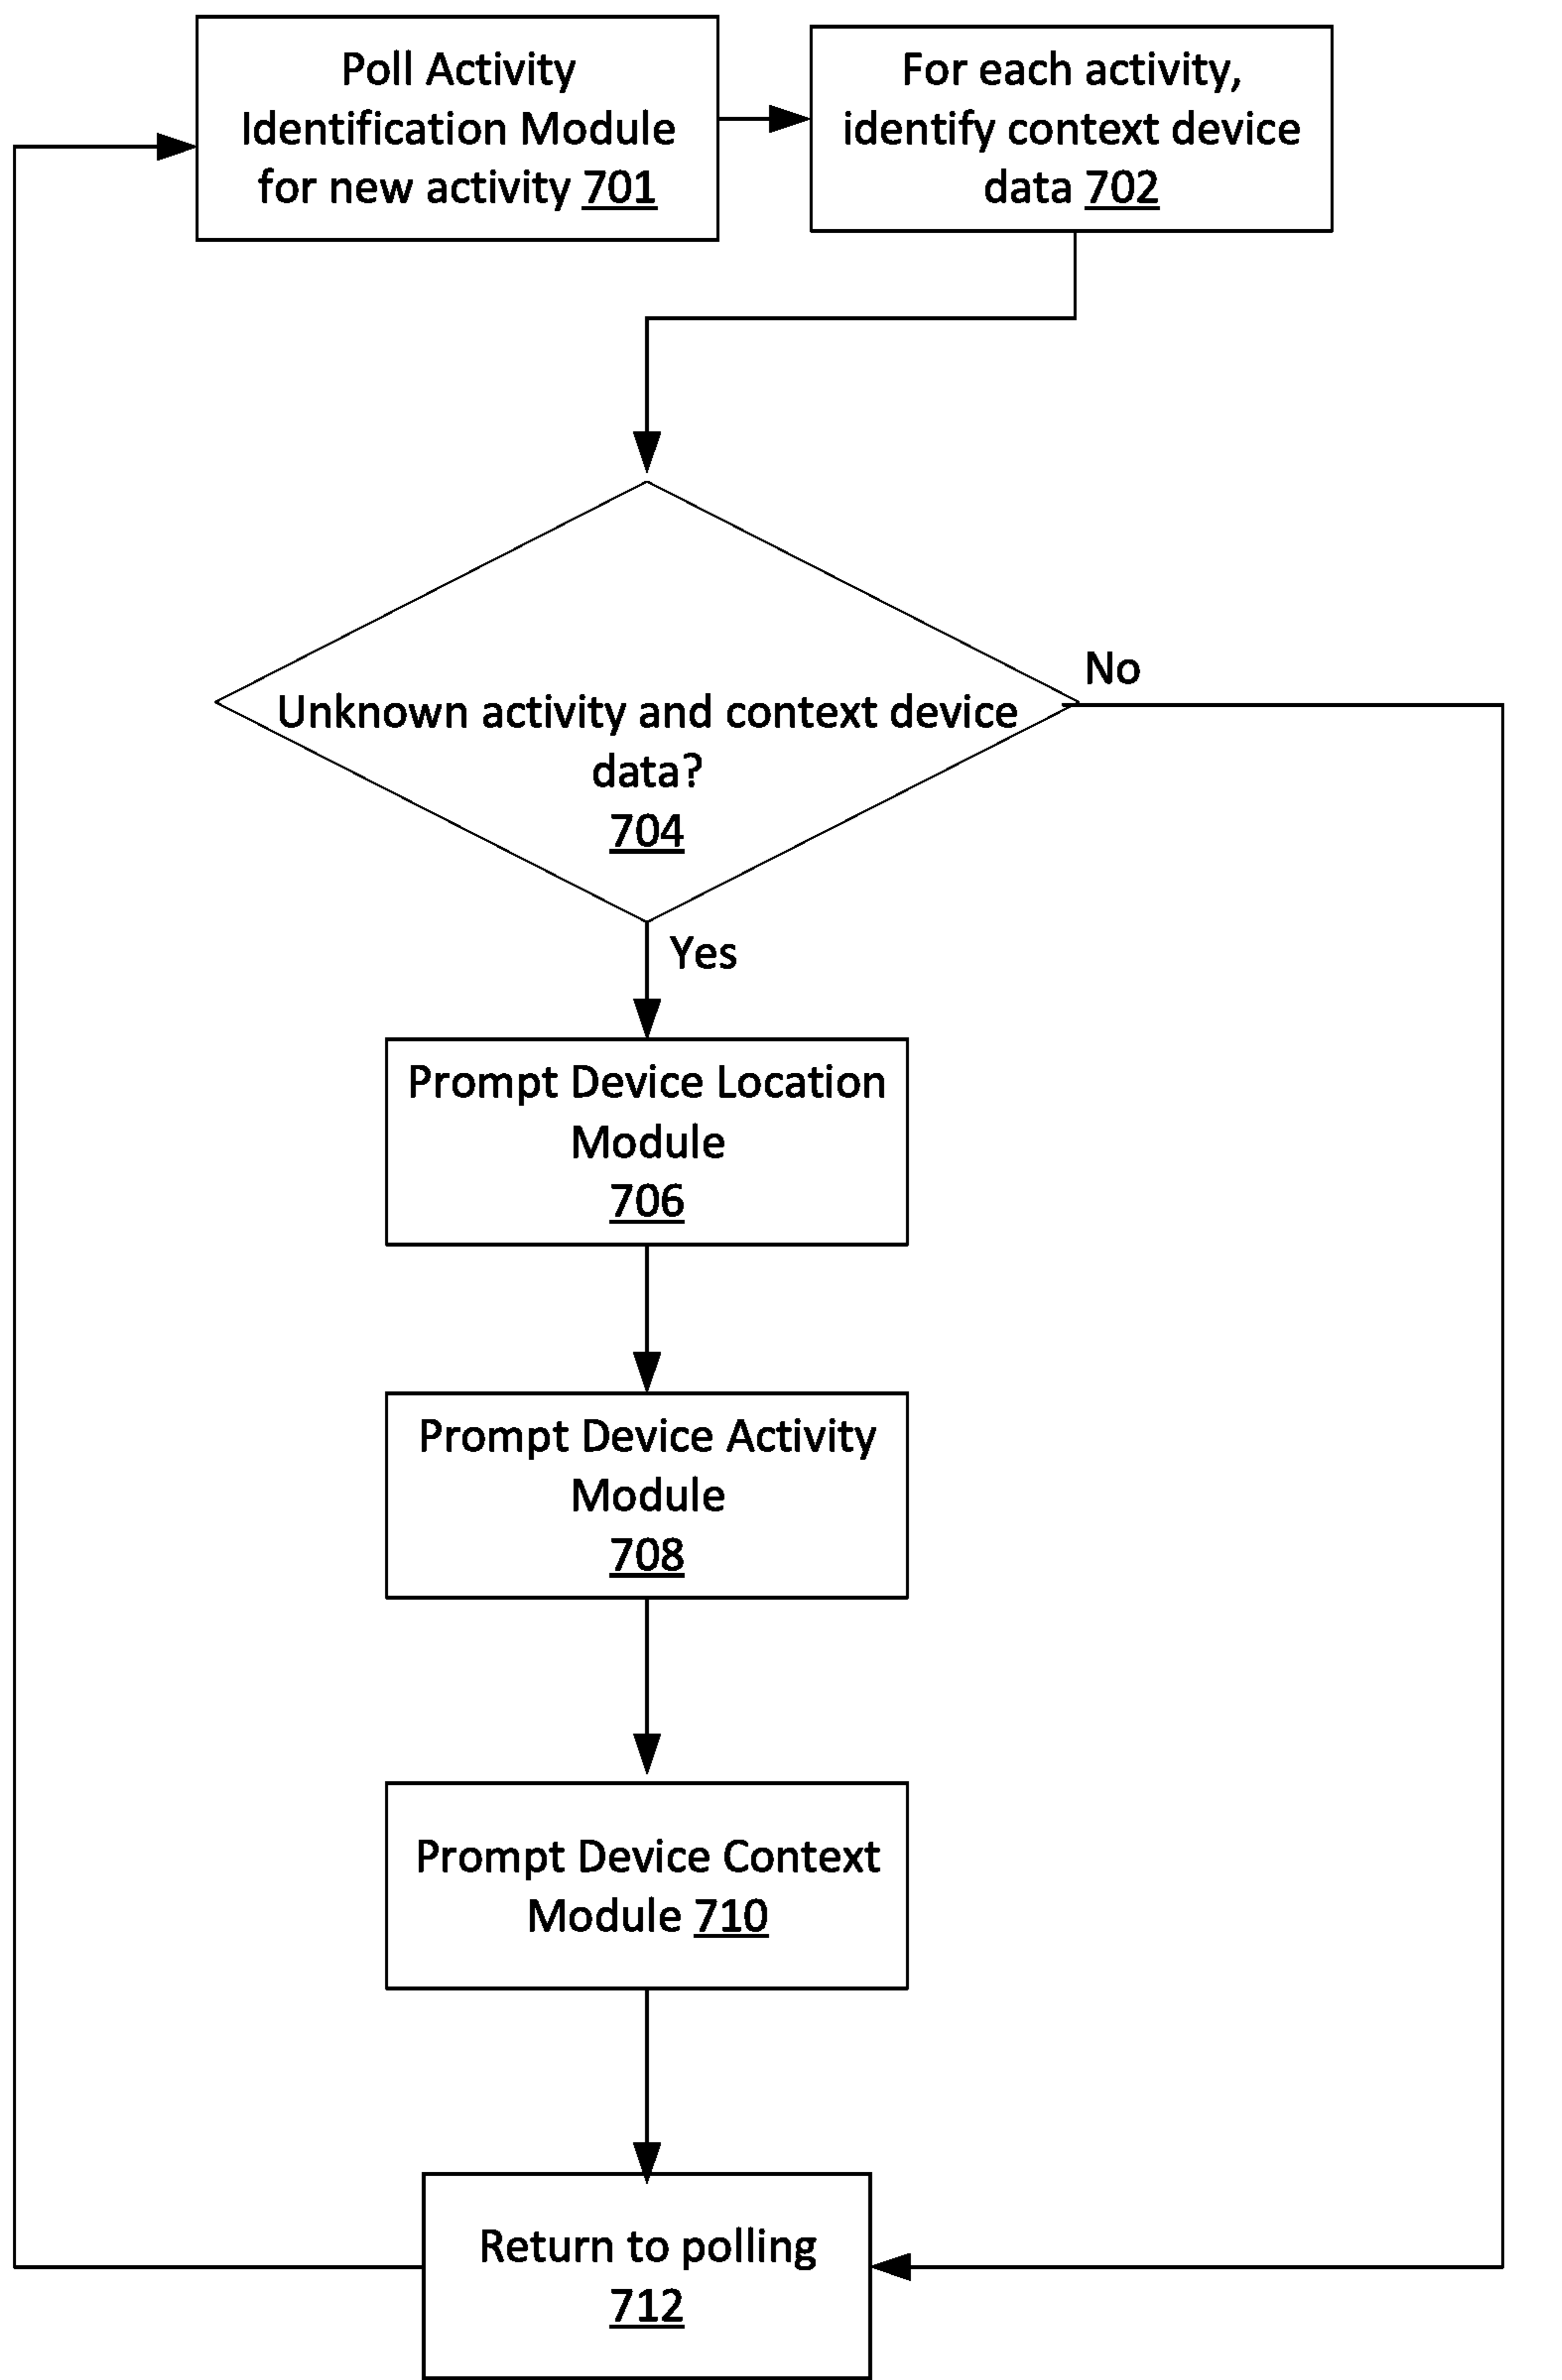 Poll Activity
Identification Module
for new activity 701
For each activity,
identify context device
data 702
Unknown activity and context device
data?
704
No
Yes
Prompt Device Location
Module
706
Prompt Device Activity
Module
708
Prompt Device Context
Module 710
Return to polling
712